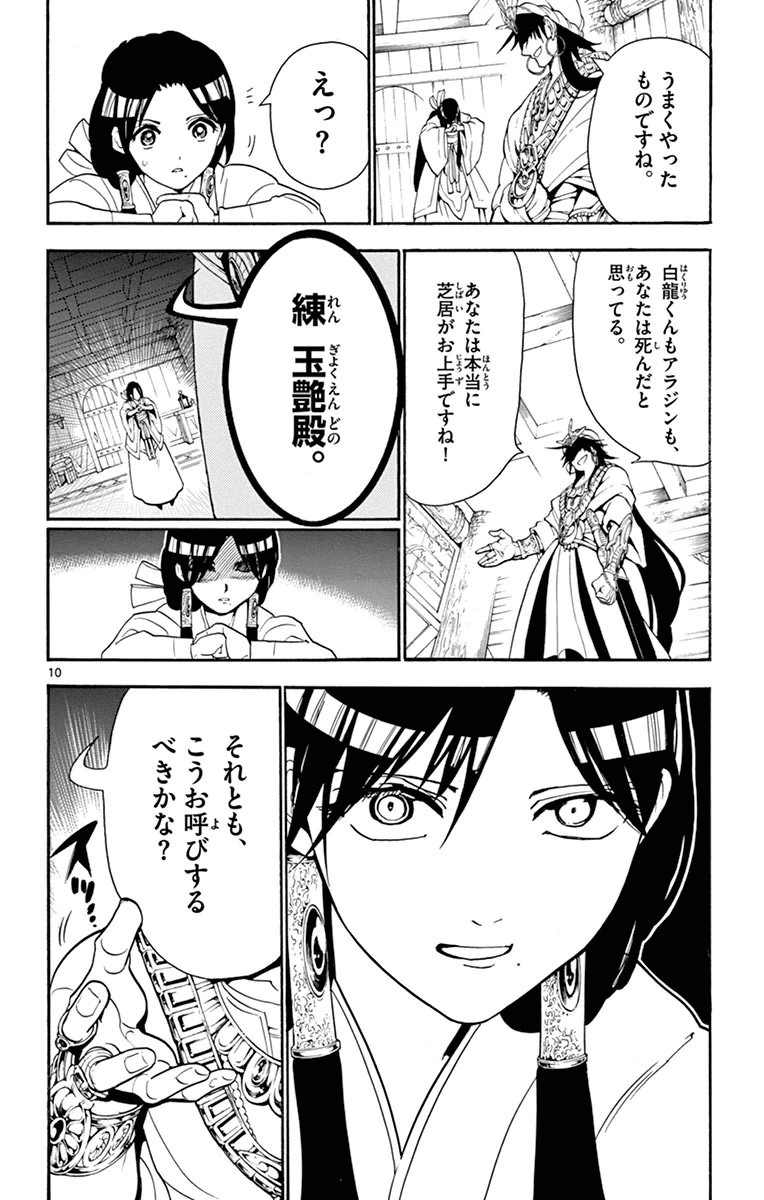 うまくやった
ものですね。
えっ？
白龍くんもアラジンも、
あなたは死んだと
思ってる。
あなたは本当に
芝居がお上手ですね！
練 玉艶殿。
10
それとも、
こうお呼びする
べきかな？
スッ